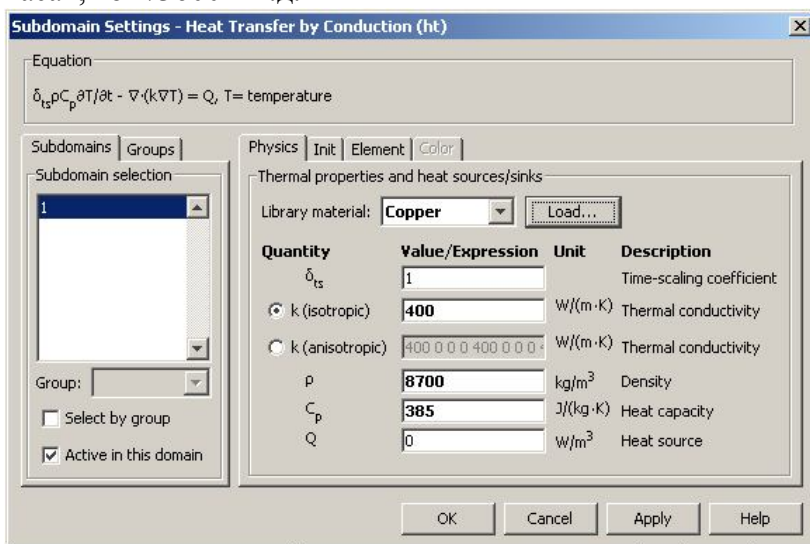 Subdomain Settings - Heat Transfer by Conduction (ht)
Equation
δts ρCp ∂T/∂t - ∇·(k∇T) = Q, T= temperature
Subdomains Groups
Subdomain selection
1
Group:
Select by group
Active in this domain
Physics Init Element Color
Thermal properties and heat sources/sinks
Library material: Copper Load...
Quantity Value/Expression Unit Description
δts 1 Time-scaling coefficient
k (isotropic) 400 W/(m·K) Thermal conductivity
k (anisotropic) 400 0 0 0 400 0 0 0 W/(m·K) Thermal conductivity
ρ 8700 kg/m³ Density
Cp 385 J/(kg·K) Heat capacity
Q 0 W/m³ Heat source
OK Cancel Apply Help